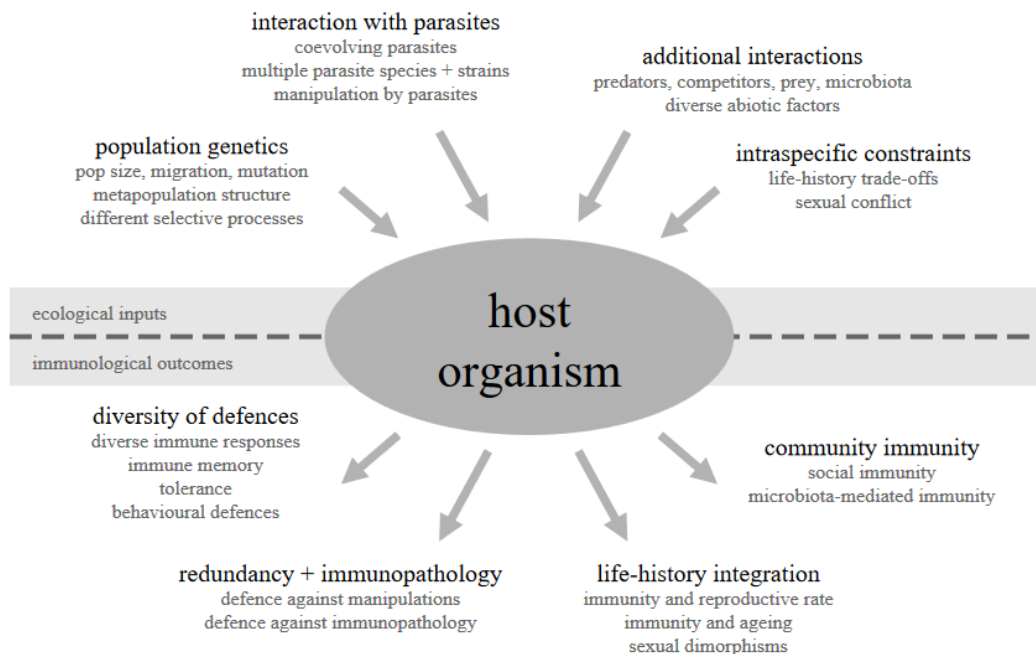 interaction with parasites
coevolving parasites
multiple parasite species + strains
manipulation by parasites
additional interactions
predators, competitors, prey, microbiota
diverse abiotic factors
population genetics
pop size, migration, mutation
metapopulation structure
different selective processes
intraspecific constraints
life-history trade-offs
sexual conflict
ecological inputs
immunological outcomes
host
organism
diversity of defences
diverse immune responses
immune memory
tolerance
behavioural defences
community immunity
social immunity
microbiota-mediated immunity
redundancy + immunopathology
defence against manipulations
defence against immunopathology
life-history integration
immunity and reproductive rate
immunity and ageing
sexual dimorphisms